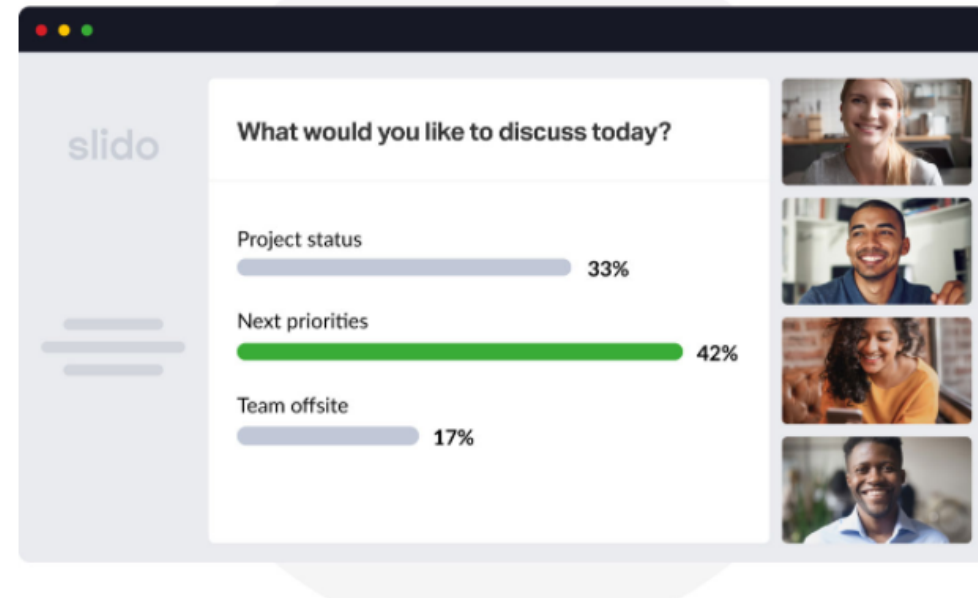 slido
What would you like to discuss today?
Project status
33%
Next priorities
42%
Team offsite
17%